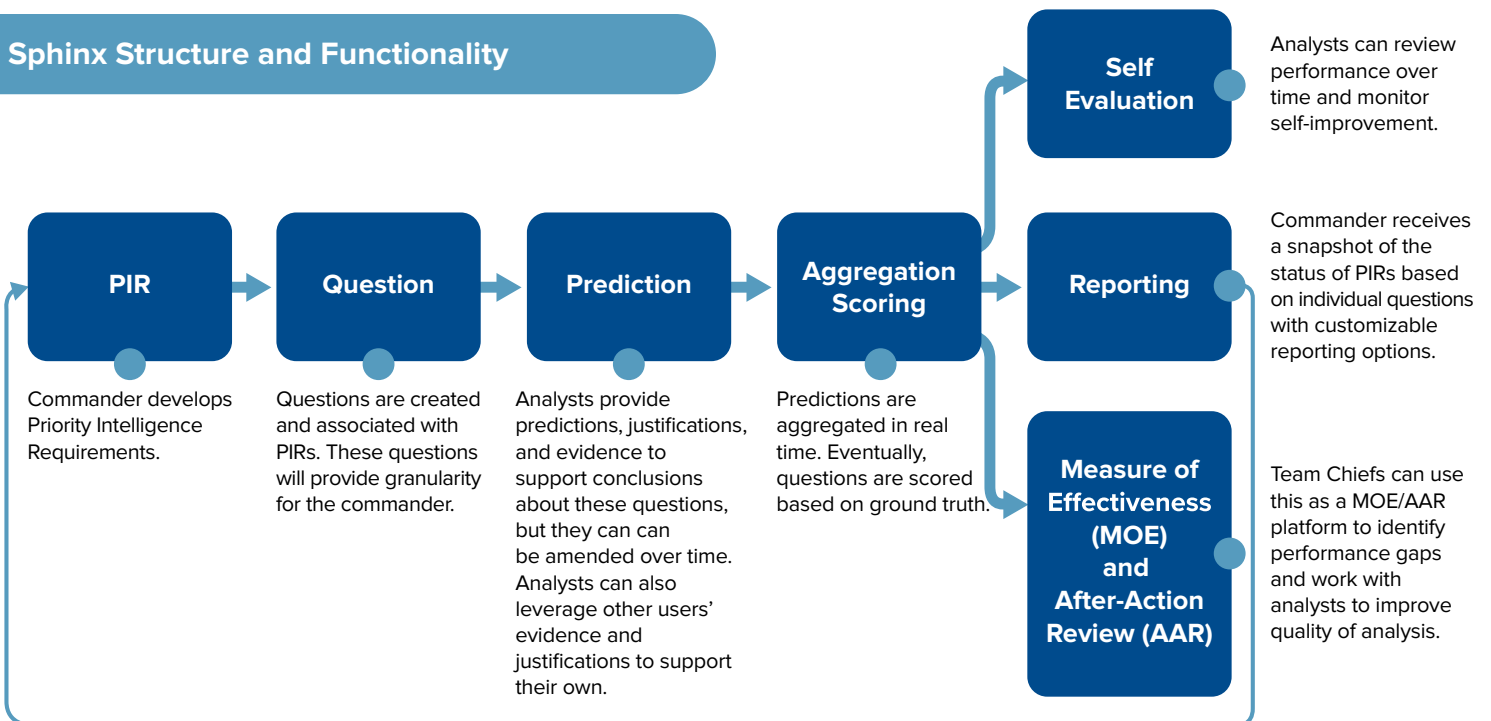 Sphinx Structure and Functionality
PIR
Commander develops
Priority Intelligence
Requirements.
Question
Questions are created
and associated with
PIRs. These questions
will provide granularity
for the commander.
Prediction
Analysts provide
predictions, justifications,
and evidence to
support conclusions
about these questions,
but they can can
be amended over time.
Analysts can also
leverage other users’
evidence and
justifications to support
their own.
Aggregation
Scoring
Predictions are
aggregated in real
time. Eventually,
questions are scored
based on ground truth.
Self
Evaluation
Analysts can review
performance over
time and monitor
self-improvement.
Reporting
Commander receives
a snapshot of the
status of PIRs based
on individual questions
with customizable
reporting options.
Measure of
Effectiveness
(MOE)
and
After-Action
Review (AAR)
Team Chiefs can use
this as a MOE/AAR
platform to identify
performance gaps
and work with
analysts to improve
quality of analysis.